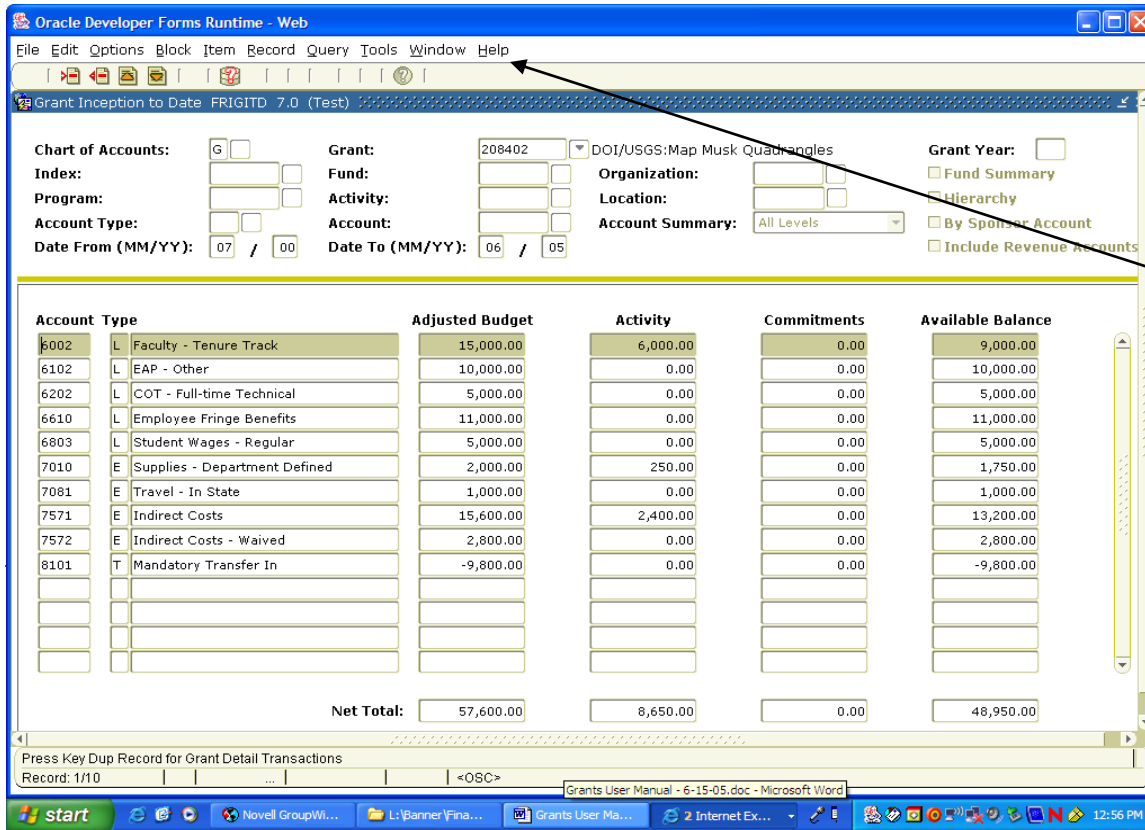 Oracle Developer Forms Runtime - Web
File Edit Options Block Item Record Query Tools Window Help
Grant Inception to Date FRIGITD 7.0 (Test)
Chart of Accounts: G Grant: 208402 DOI/USGS:Map Musk Quadrangles Grant Year:
Index: Fund: Organization: Fund Summary
Program: Activity: Location: Hierarchy
Account Type: Account: Account Summary: All Levels By Sponsor Account
Date From (MM/YY): 07 / 00 Date To (MM/YY): 06 / 05 Include Revenue Accounts
Account Type Adjusted Budget Activity Commitments Available Balance
6002 L Faculty - Tenure Track 15,000.00 6,000.00 0.00 9,000.00
6102 L EAP - Other 10,000.00 0.00 0.00 10,000.00
6202 L COT - Full-time Technical 5,000.00 0.00 0.00 5,000.00
6610 L Employee Fringe Benefits 11,000.00 0.00 0.00 11,000.00
6803 L Student Wages - Regular 5,000.00 0.00 0.00 5,000.00
7010 E Supplies - Department Defined 2,000.00 250.00 0.00 1,750.00
7081 E Travel - In State 1,000.00 0.00 0.00 1,000.00
7571 E Indirect Costs 15,600.00 2,400.00 0.00 13,200.00
7572 E Indirect Costs - Waived 2,800.00 0.00 0.00 2,800.00
8101 T Mandatory Transfer In -9,800.00 0.00 0.00 -9,800.00
Net Total: 57,600.00 8,650.00 0.00 48,950.00
Press Key Dup Record for Grant Detail Transactions
Record: 1/10 ... <OSC>
Grants User Manual - 6-15-05.doc - Microsoft Word
start Novell GroupWi... L:\Banner\Fina... Grants User Ma... 2 Internet Ex... 12:56 PM